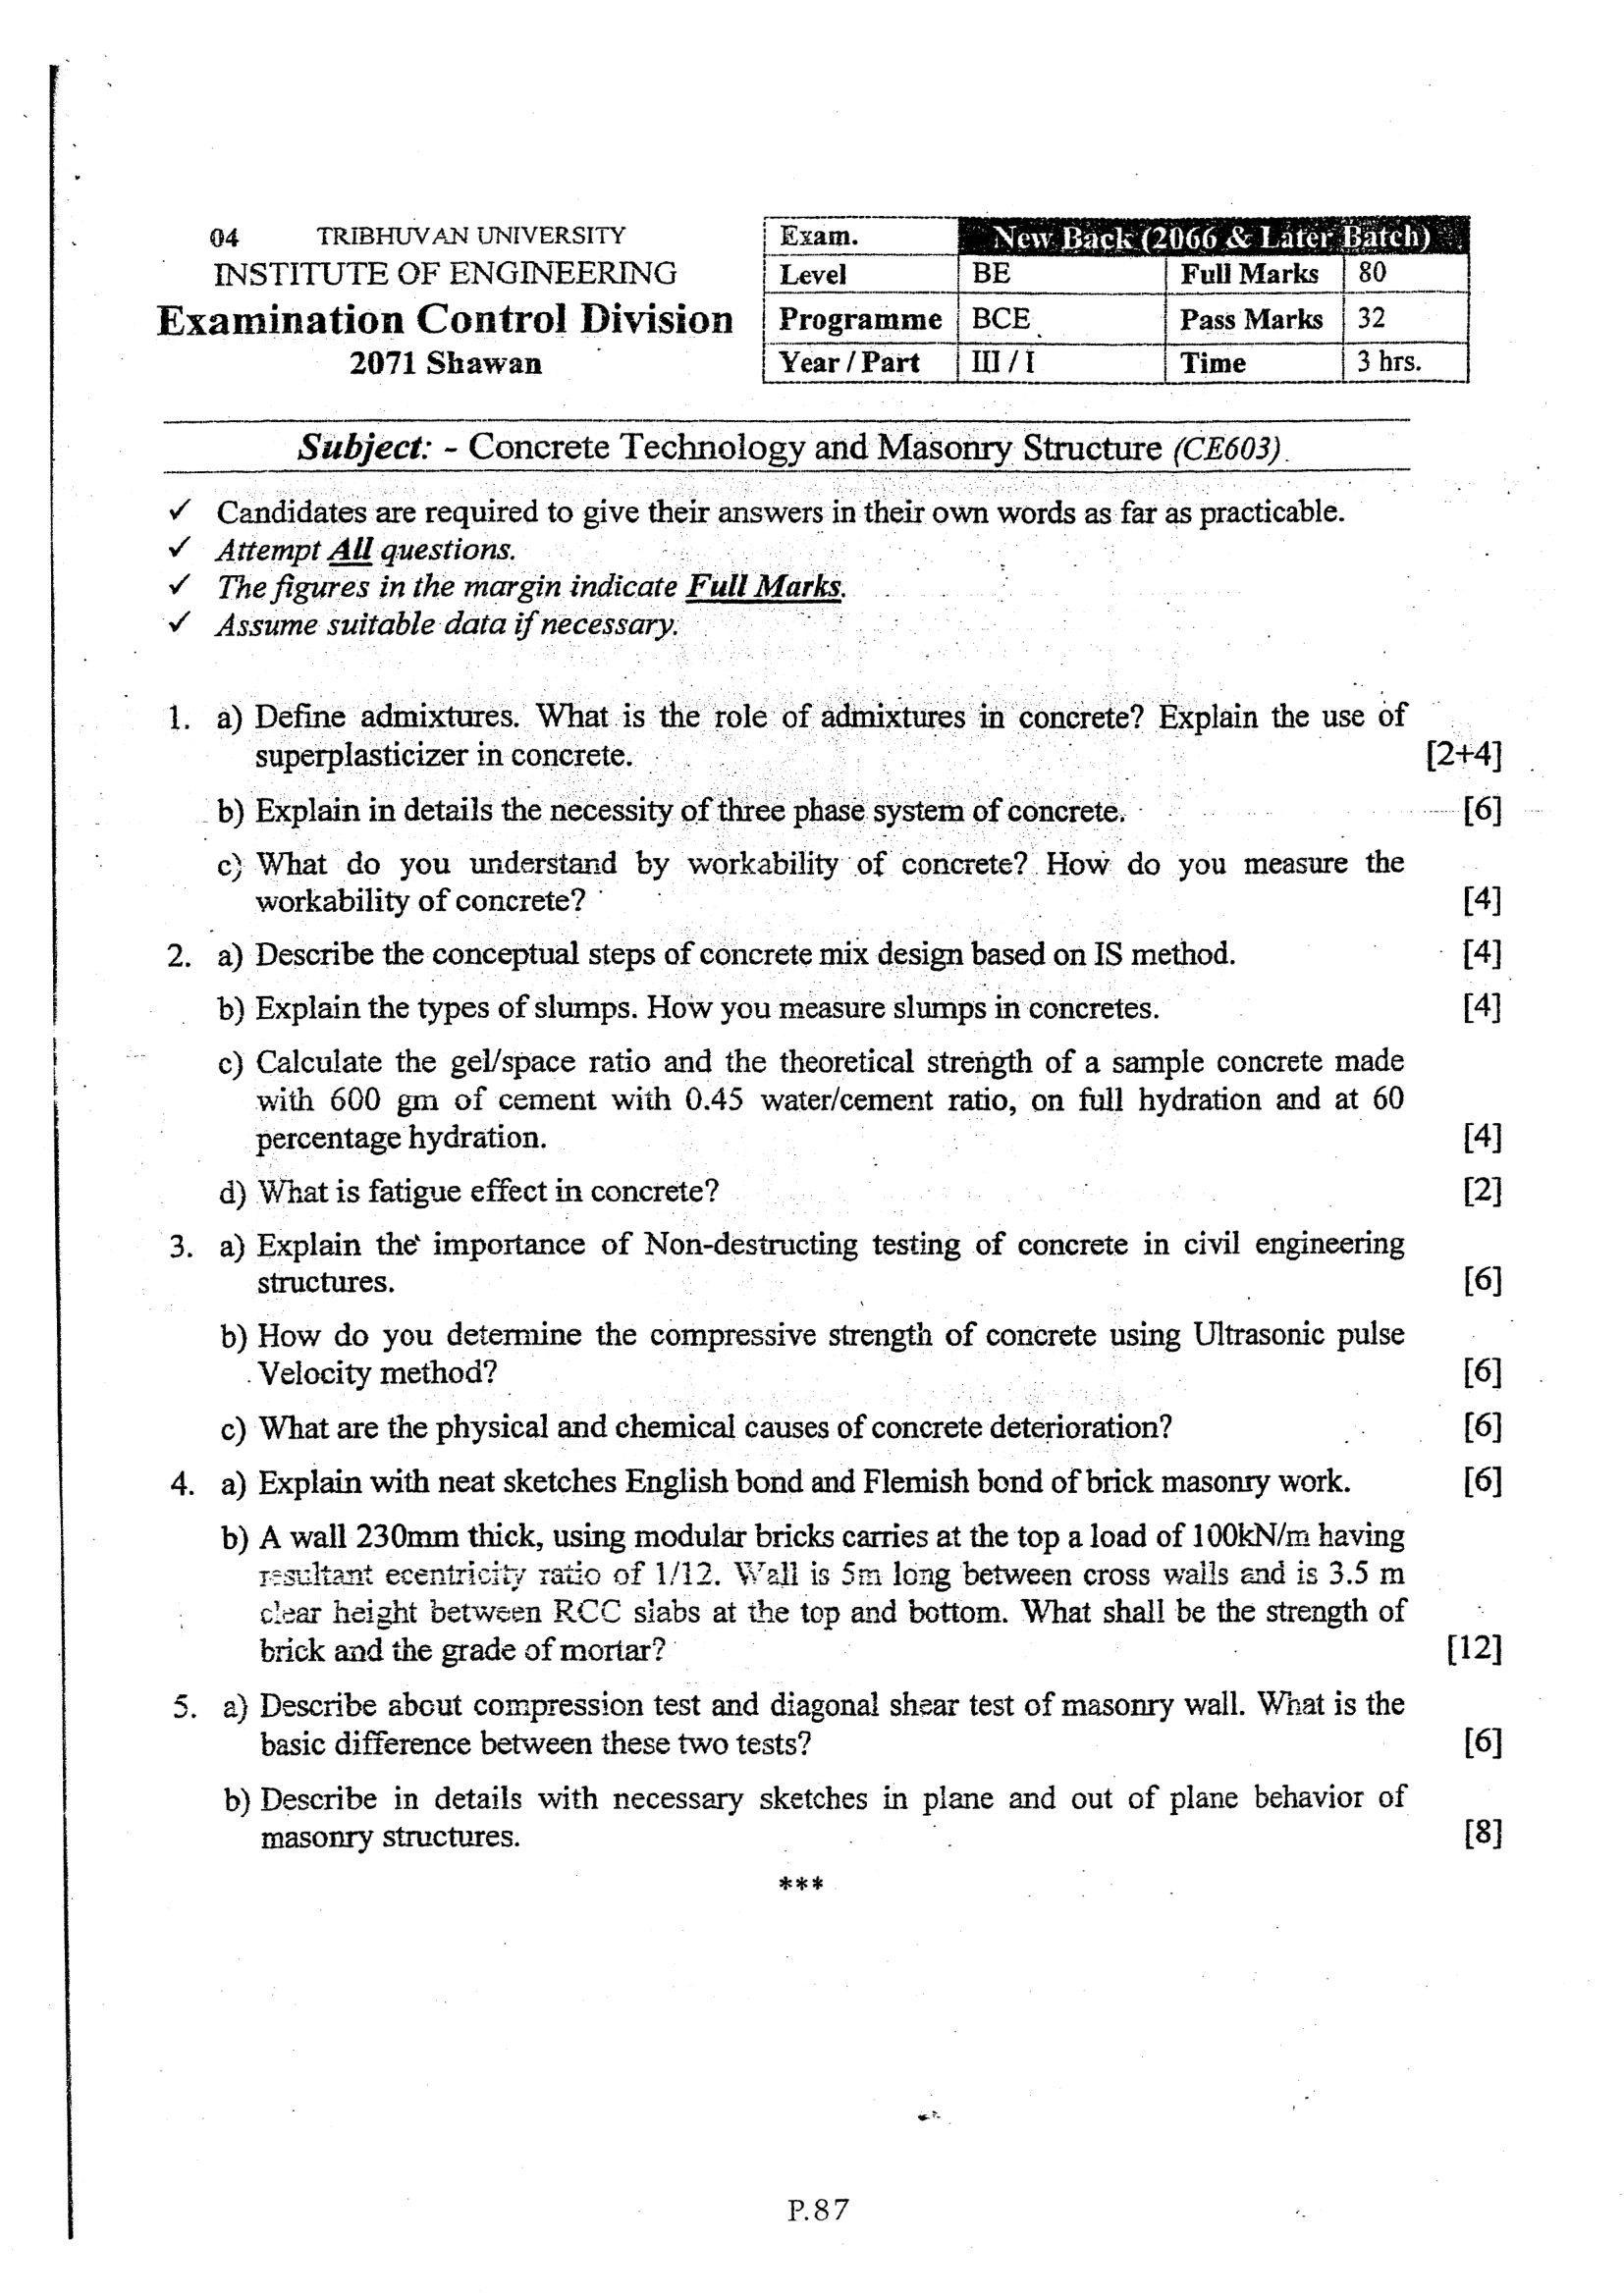 04 TRIBHUVAN UNIVERSITY
INSTITUTE OF ENGINEERING
Examination Control Division
2071 Shawan
Exam. New Back (2066 & Later Batch)
Level BE Full Marks 80
Programme BCE Pass Marks 32
Year / Part III / I Time 3 hrs.
Subject: - Concrete Technology and Masonry Structure (CE603).
✓ Candidates are required to give their answers in their own words as far as practicable.
✓ Attempt All questions.
✓ The figures in the margin indicate Full Marks.
✓ Assume suitable data if necessary.
1. a) Define admixtures. What is the role of admixtures in concrete? Explain the use of
superplasticizer in concrete. [2+4]
b) Explain in details the necessity of three phase system of concrete. [6]
c) What do you understand by workability of concrete? How do you measure the
workability of concrete? [4]
2. a) Describe the conceptual steps of concrete mix design based on IS method. [4]
b) Explain the types of slumps. How you measure slumps in concretes. [4]
c) Calculate the gel/space ratio and the theoretical strength of a sample concrete made
with 600 gm of cement with 0.45 water/cement ratio, on full hydration and at 60
percentage hydration. [4]
d) What is fatigue effect in concrete? [2]
3. a) Explain the importance of Non-destructing testing of concrete in civil engineering
structures. [6]
b) How do you determine the compressive strength of concrete using Ultrasonic pulse
Velocity method? [6]
c) What are the physical and chemical causes of concrete deterioration? [6]
4. a) Explain with neat sketches English bond and Flemish bond of brick masonry work. [6]
b) A wall 230mm thick, using modular bricks carries at the top a load of 100kN/m having
resultant ecentricity ratio of 1/12. Wall is 5m long between cross walls and is 3.5 m
clear height between RCC slabs at the top and bottom. What shall be the strength of
brick and the grade of mortar? [12]
5. a) Describe about compression test and diagonal shear test of masonry wall. What is the
basic difference between these two tests? [6]
b) Describe in details with necessary sketches in plane and out of plane behavior of
masonry structures. [8]
***
P.87